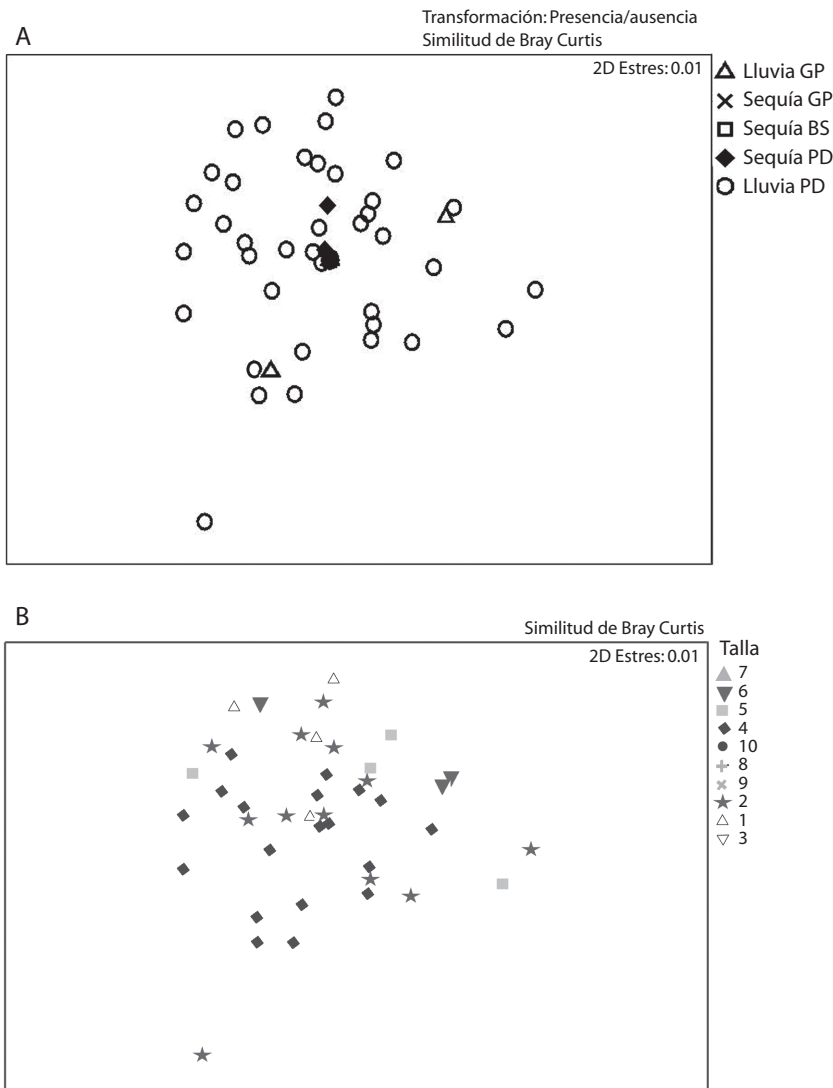 A
Transformación: Presencia/ausencia
Similitud de Bray Curtis
2D Estres: 0.01
Lluvia GP
Sequía GP
Sequía BS
Sequía PD
Lluvia PD
B
Similitud de Bray Curtis
2D Estres: 0.01
Talla
7
6
5
4
10
8
9
2
1
3